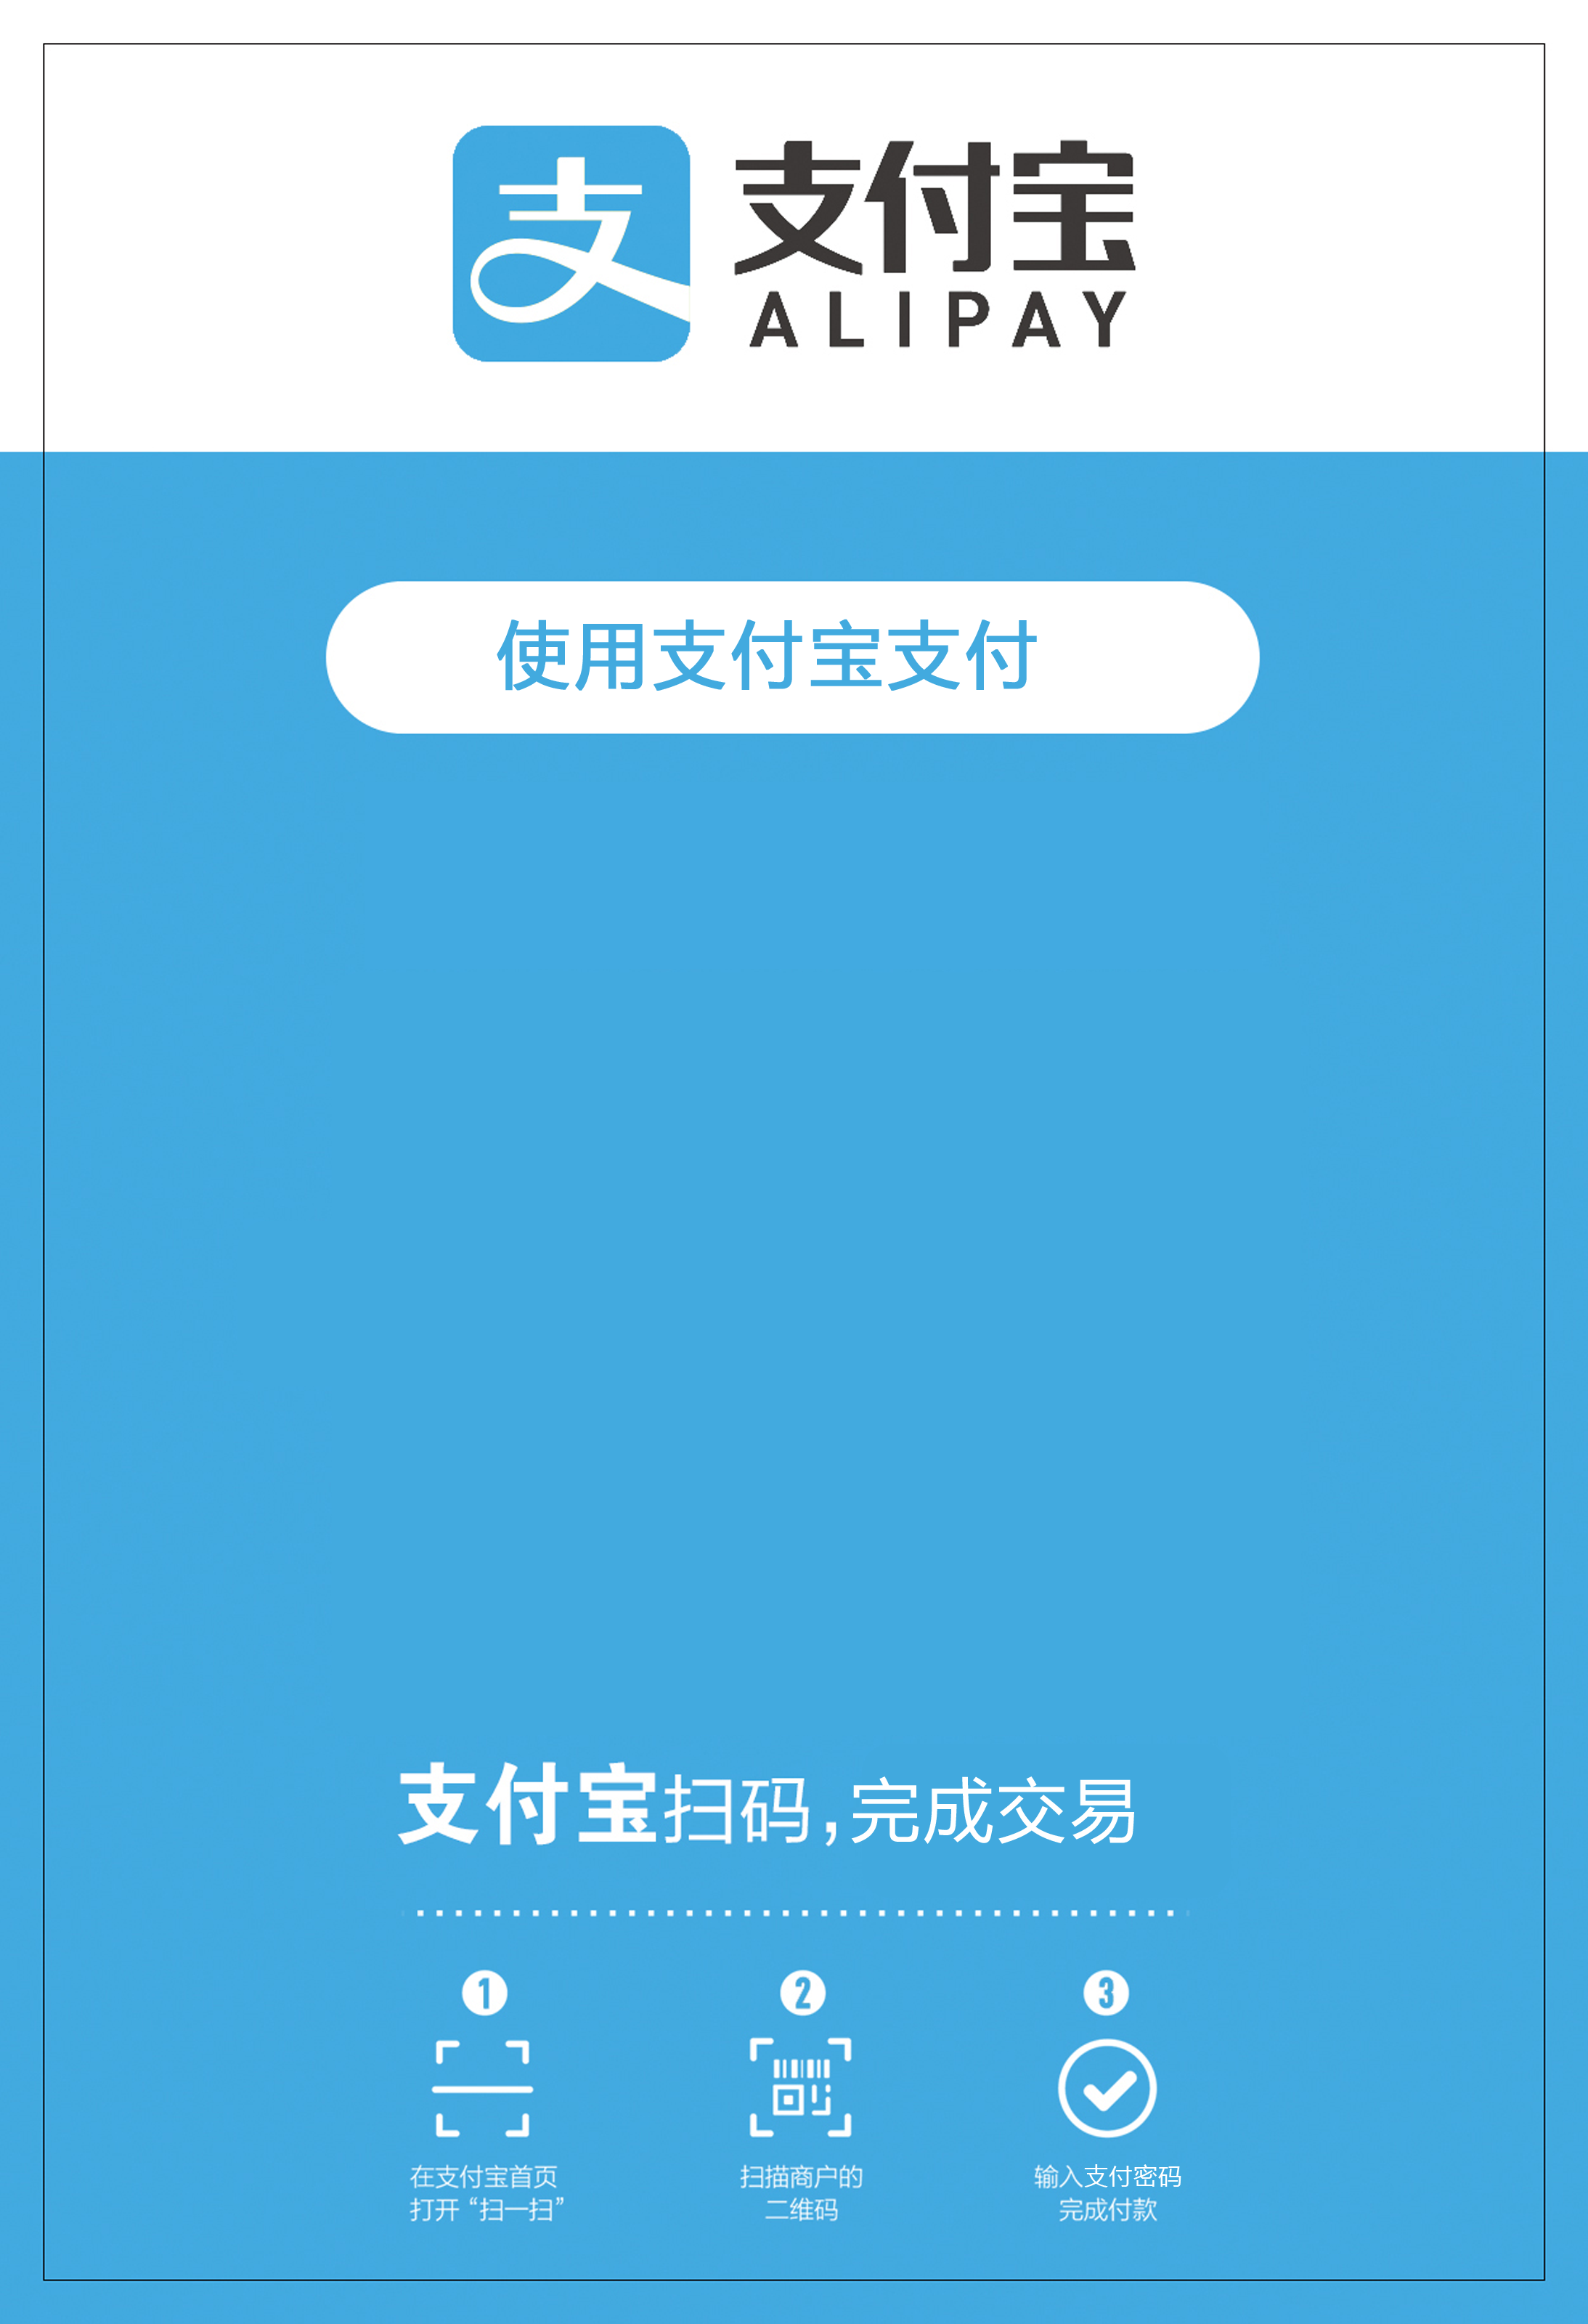 支
支付宝
ALIPAY
使用支付宝支付
支付宝扫码,完成交易
1
2
3
在支付宝首页
打开“扫一扫”
扫描商户的
二维码
输入支付密码
完成付款